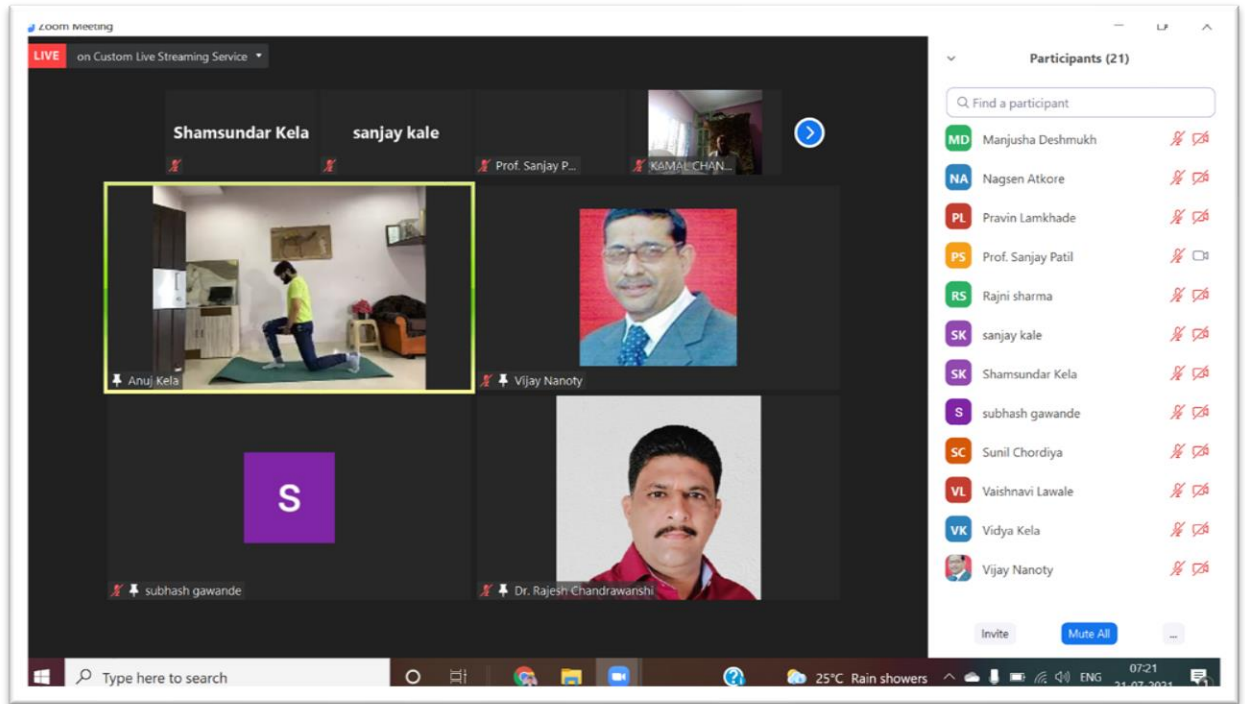 Zoom Meeting
LIVE on Custom Live Streaming Service
Shamsundar Kela
sanjay kale
Prof. Sanjay P...
KAMAL CHAN...
Anuj Kela
Vijay Nanoty
S
subhash gawande
Dr. Rajesh Chandrawanshi
Participants (21)
Find a participant
MD Manjusha Deshmukh
NA Nagsen Atkore
PL Pravin Lamkhade
PS Prof. Sanjay Patil
RS Rajni sharma
SK sanjay kale
SK Shamsundar Kela
S subhash gawande
SC Sunil Chordiya
VL Vaishnavi Lawale
VK Vidya Kela
Vijay Nanoty
Invite
Mute All
...
Type here to search
25°C Rain showers
ENG
07:21
21-07-2021
1